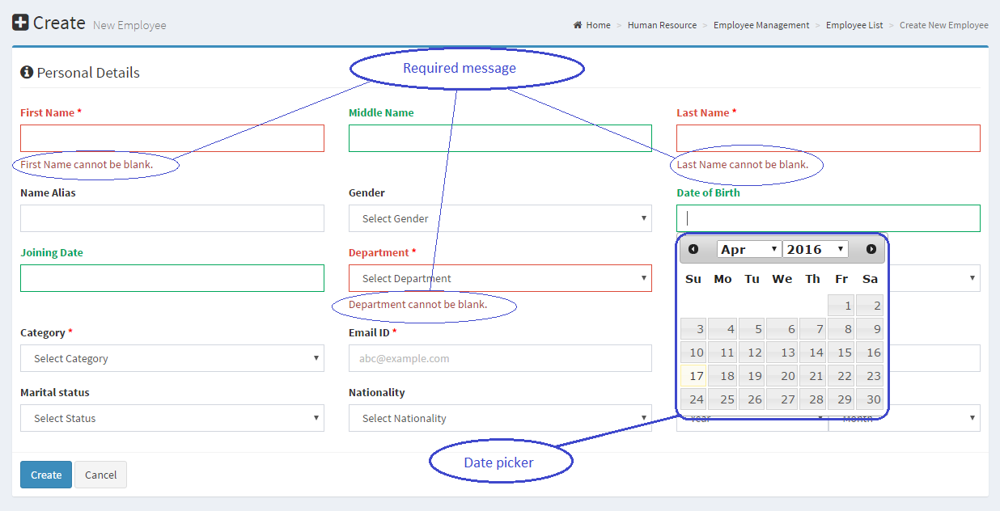 Create New Employee
Home > Human Resource > Employee Management > Employee List > Create New Employee
Required message
Personal Details
First Name *
Middle Name
Last Name *
First Name cannot be blank.
Last Name cannot be blank.
Name Alias
Gender
Date of Birth
Select Gender
Joining Date
Department *
Select Department
Department cannot be blank.
Apr 2016
Su Mo Tu We Th Fr Sa
1 2
3 4 5 6 7 8 9
10 11 12 13 14 15 16
17 18 19 20 21 22 23
24 25 26 27 28 29 30
Category *
Email ID *
Select Category
abc@example.com
Marital status
Nationality
Select Status
Select Nationality
Year
Month
Date picker
Create
Cancel